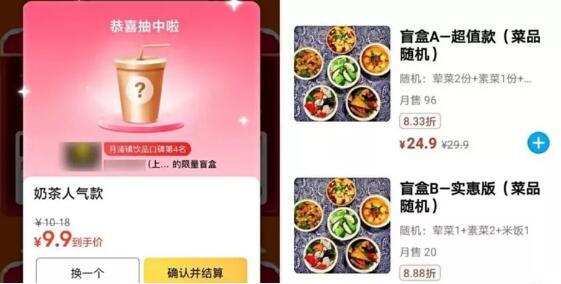 恭喜抽中啦
?
月浦镇饮品口碑第4名
(上... 的限量盲盒
奶茶人气款
￥10-18
￥9.9到手价
换一个
确认并结算
盲盒A—超值款（菜品
随机）
随机：荤菜2份+素菜1份+...
月售 96
8.33折
￥24.9 ￥29.9
盲盒B—实惠版（菜品
随机）
随机：荤菜1+素菜2+米饭1
月售 20
8.88折